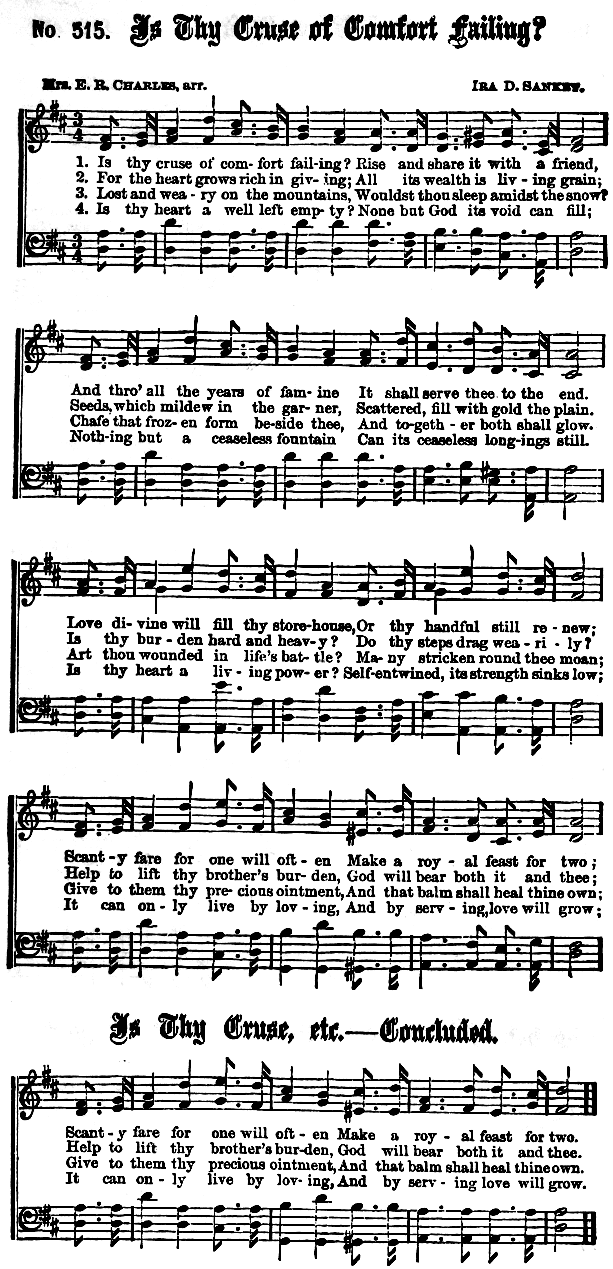 No. 515. Is Thy Cruse of Comfort Failing?
Mrs. E. R. CHARLES, arr. IRA D. SANKEY.
3 4
1. Is thy cruse of com- fort fail- ing? Rise and share it with a friend,
2. For the heart grows rich in giv- ing; All its wealth is liv - ing grain;
3. Lost and wea - ry on the mountains, Wouldst thou sleep amidst the snow?
4. Is thy heart a well left emp- ty? None but God its void can fill;
3 4
And thro' all the years of fam- ine It shall serve thee to the end.
Seeds, which mildew in the gar- ner, Scattered, fill with gold the plain.
Chafe that froz- en form be-side thee, And to-geth - er both shall glow.
Noth-ing but a ceaseless fountain Can its ceaseless long-ings still.
Love di- vine will fill thy store-house, Or thy handful still re - new;
Is thy bur - den hard and heav-y? Do thy steps drag wea - ri - ly?
Art thou wounded in life's bat- tle? Ma- ny stricken round thee moan;
Is thy heart a liv - ing pow- er? Self-entwined, its strength sinks low;
Scant - y fare for one will oft - en Make a roy - al feast for two;
Help to lift thy brother's bur- den, God will bear both it and thee;
Give to them thy pre- cious ointment, And that balm shall heal thine own;
It can on - ly live by lov - ing, And by serv - ing, love will grow;
Is Thy Cruse, etc.—Concluded.
Scant - y fare for one will oft - en Make a roy - al feast for two.
Help to lift thy brother's bur-den, God will bear both it and thee.
Give to them thy precious ointment, And that balm shall heal thine own.
It can on - ly live by lov- ing, And by serv - ing love will grow.